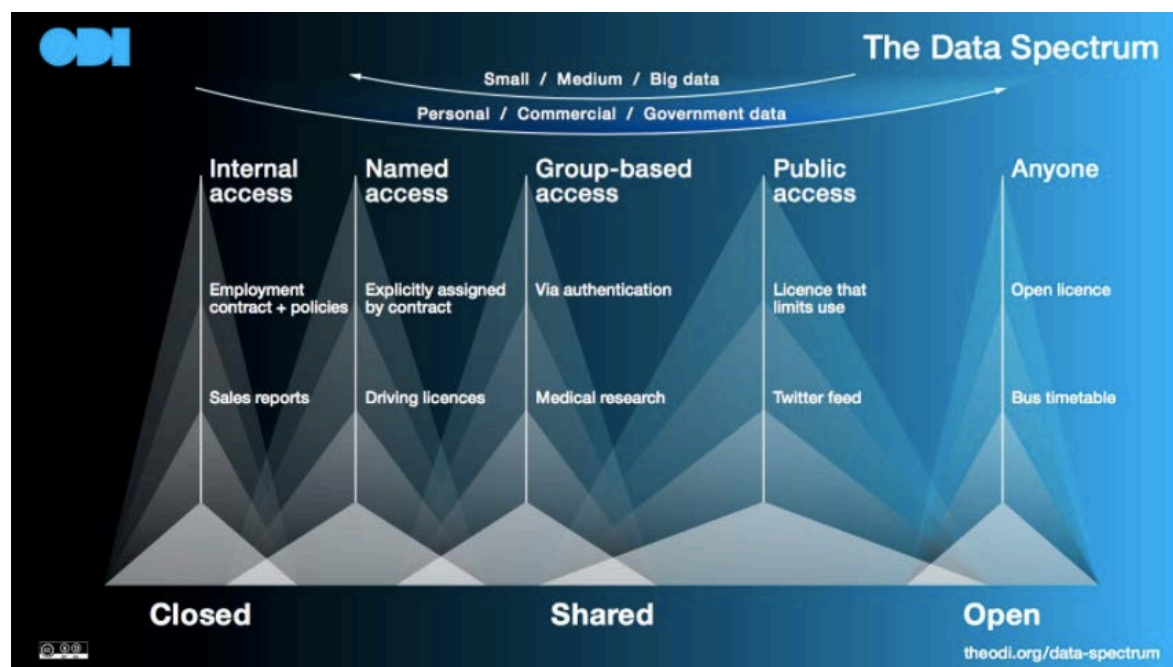 ODI
The Data Spectrum
Small / Medium / Big data
Personal / Commercial / Government data
Internal
access
Named
access
Group-based
access
Public
access
Anyone
Employment
contract + policies
Explicitly assigned
by contract
Via authentication
Licence that
limits use
Open licence
Sales reports
Driving licences
Medical research
Twitter feed
Bus timetable
Closed
Shared
Open
theodi.org/data-spectrum